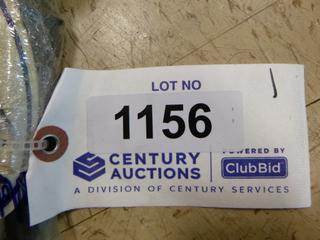 LOT NO
1156
CENTURY AUCTIONS
POWERED BY
ClubBid
A DIVISION OF CENTURY SERVICES